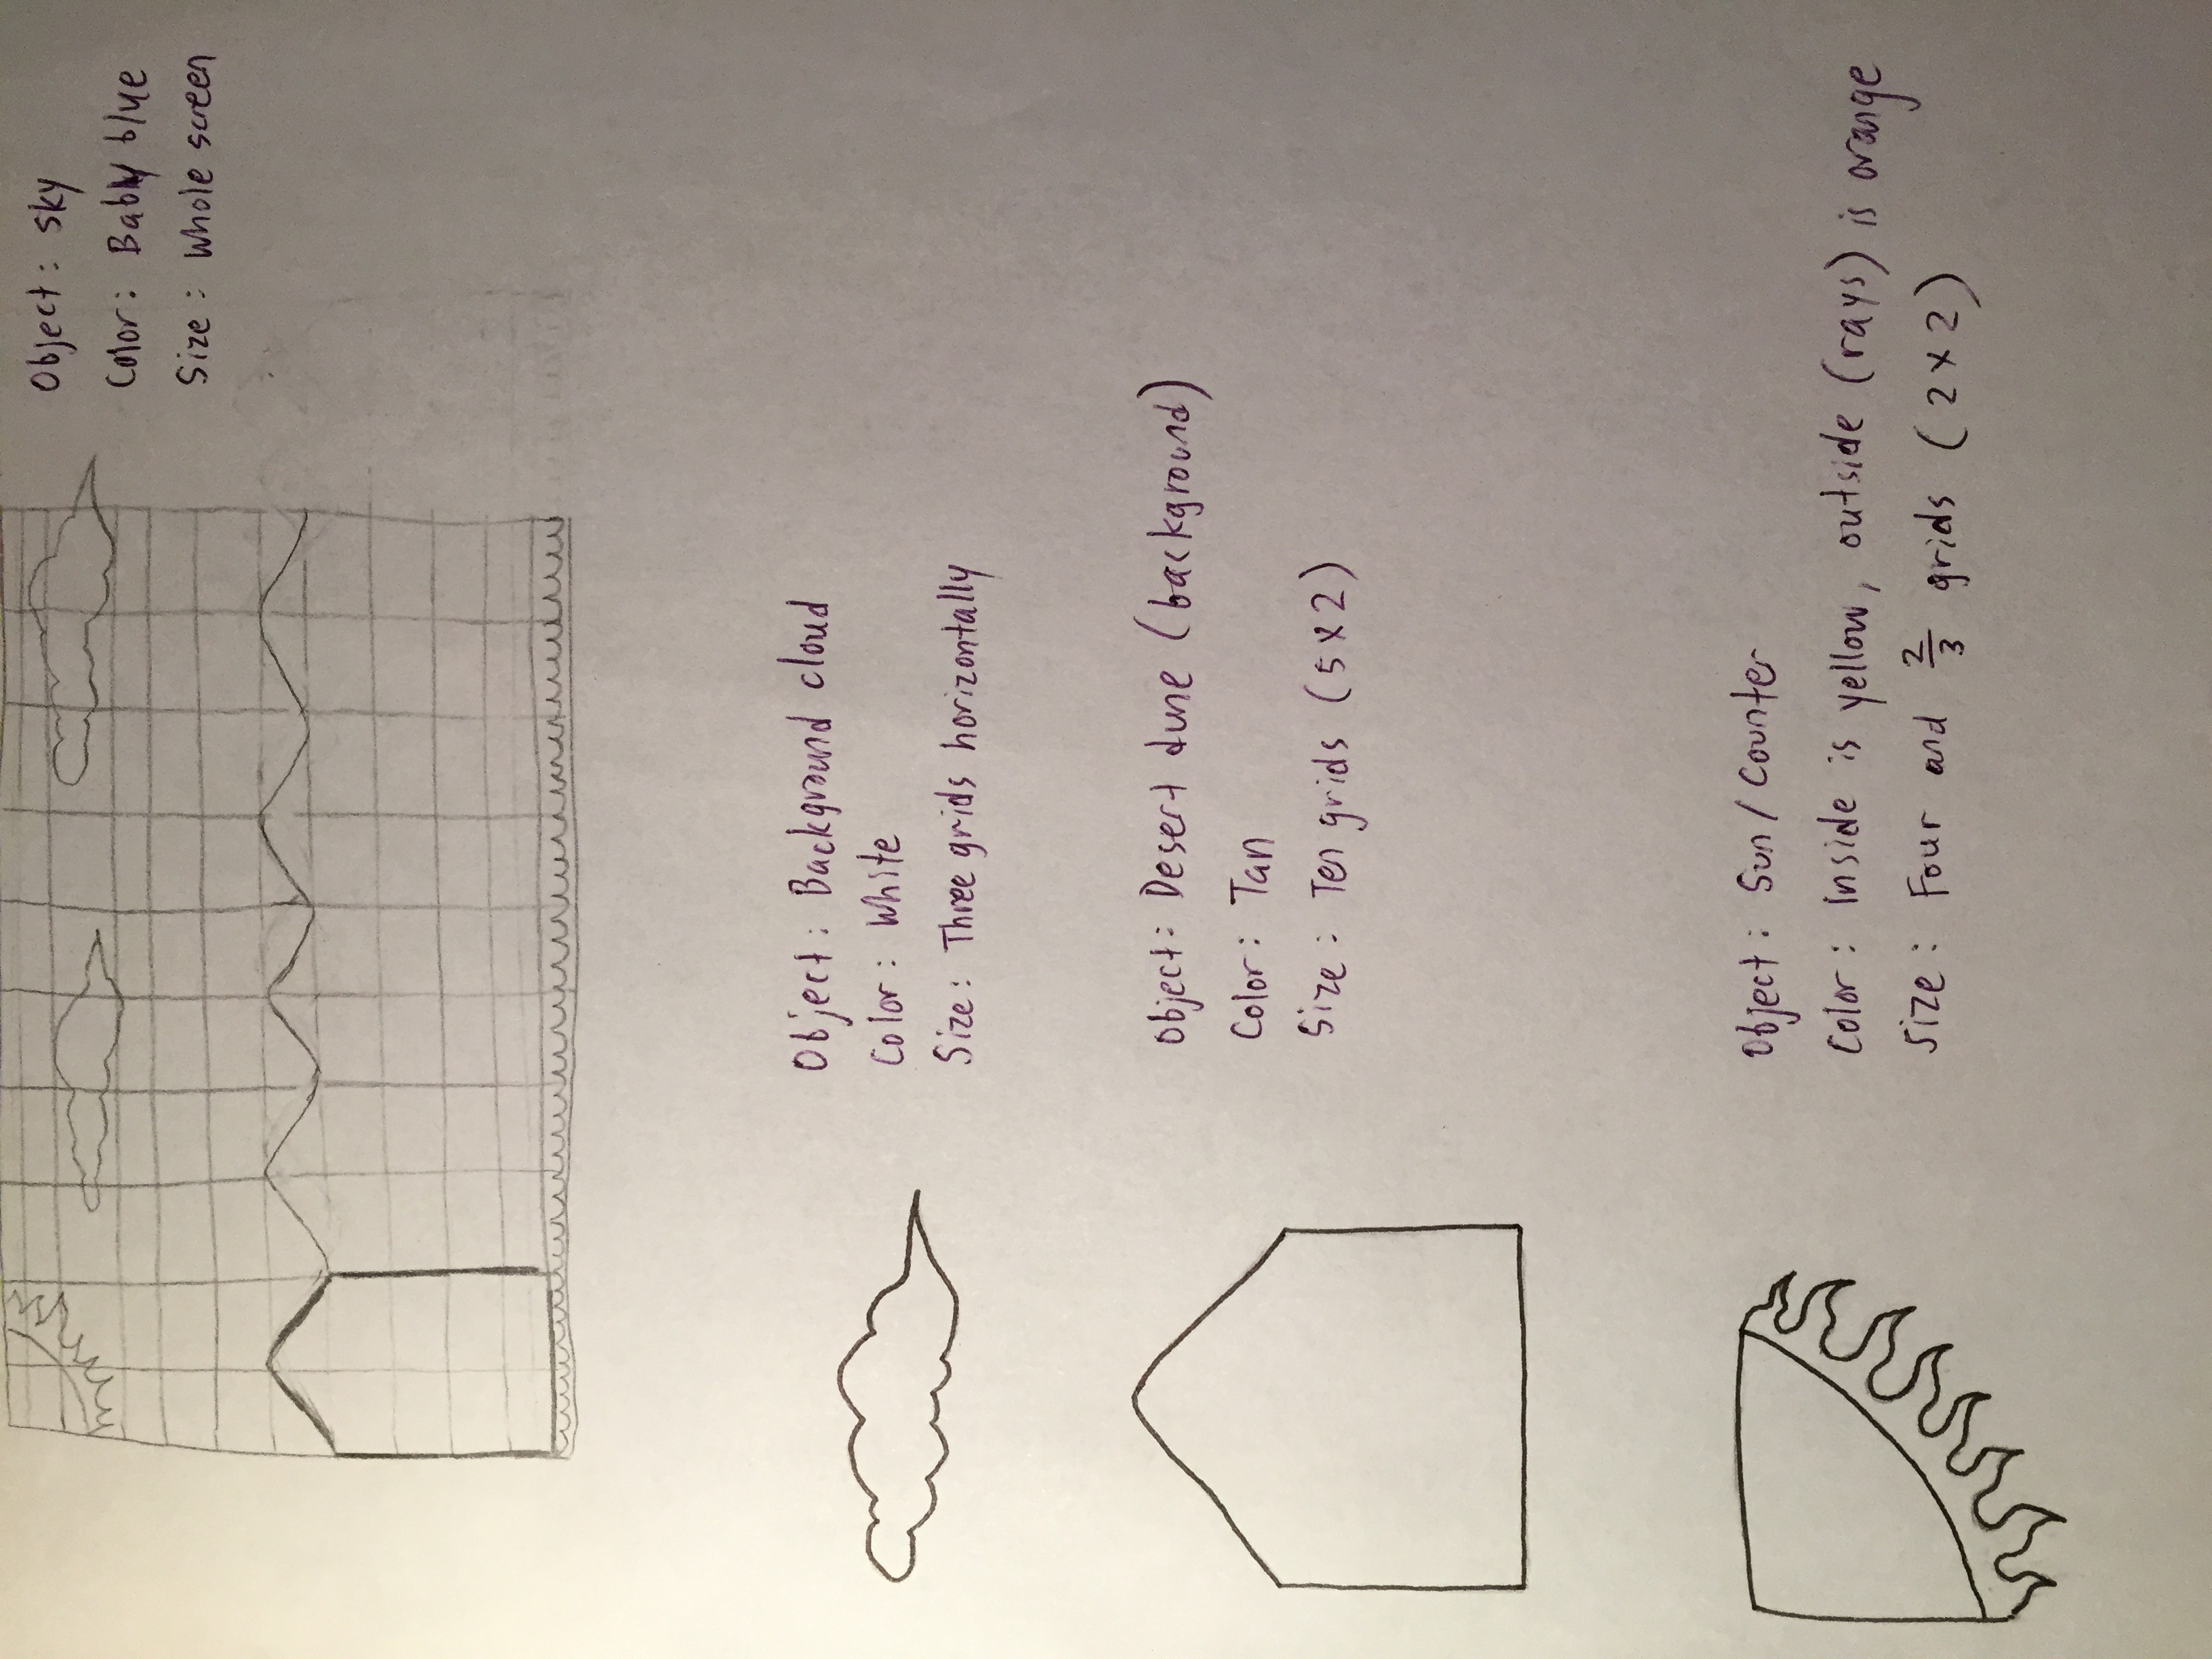 Object: sky
Color: Baby blue
Size: Whole screen
Object: Background cloud
Color: White
Size: Three grids horizontally
Object: Desert dune (background)
Color: Tan
Size: Ten grids (5x2)
Object: Sun/Counter
Color: Inside is yellow, outside (rays) is orange
Size: Four and 2/3 grids (2x2)